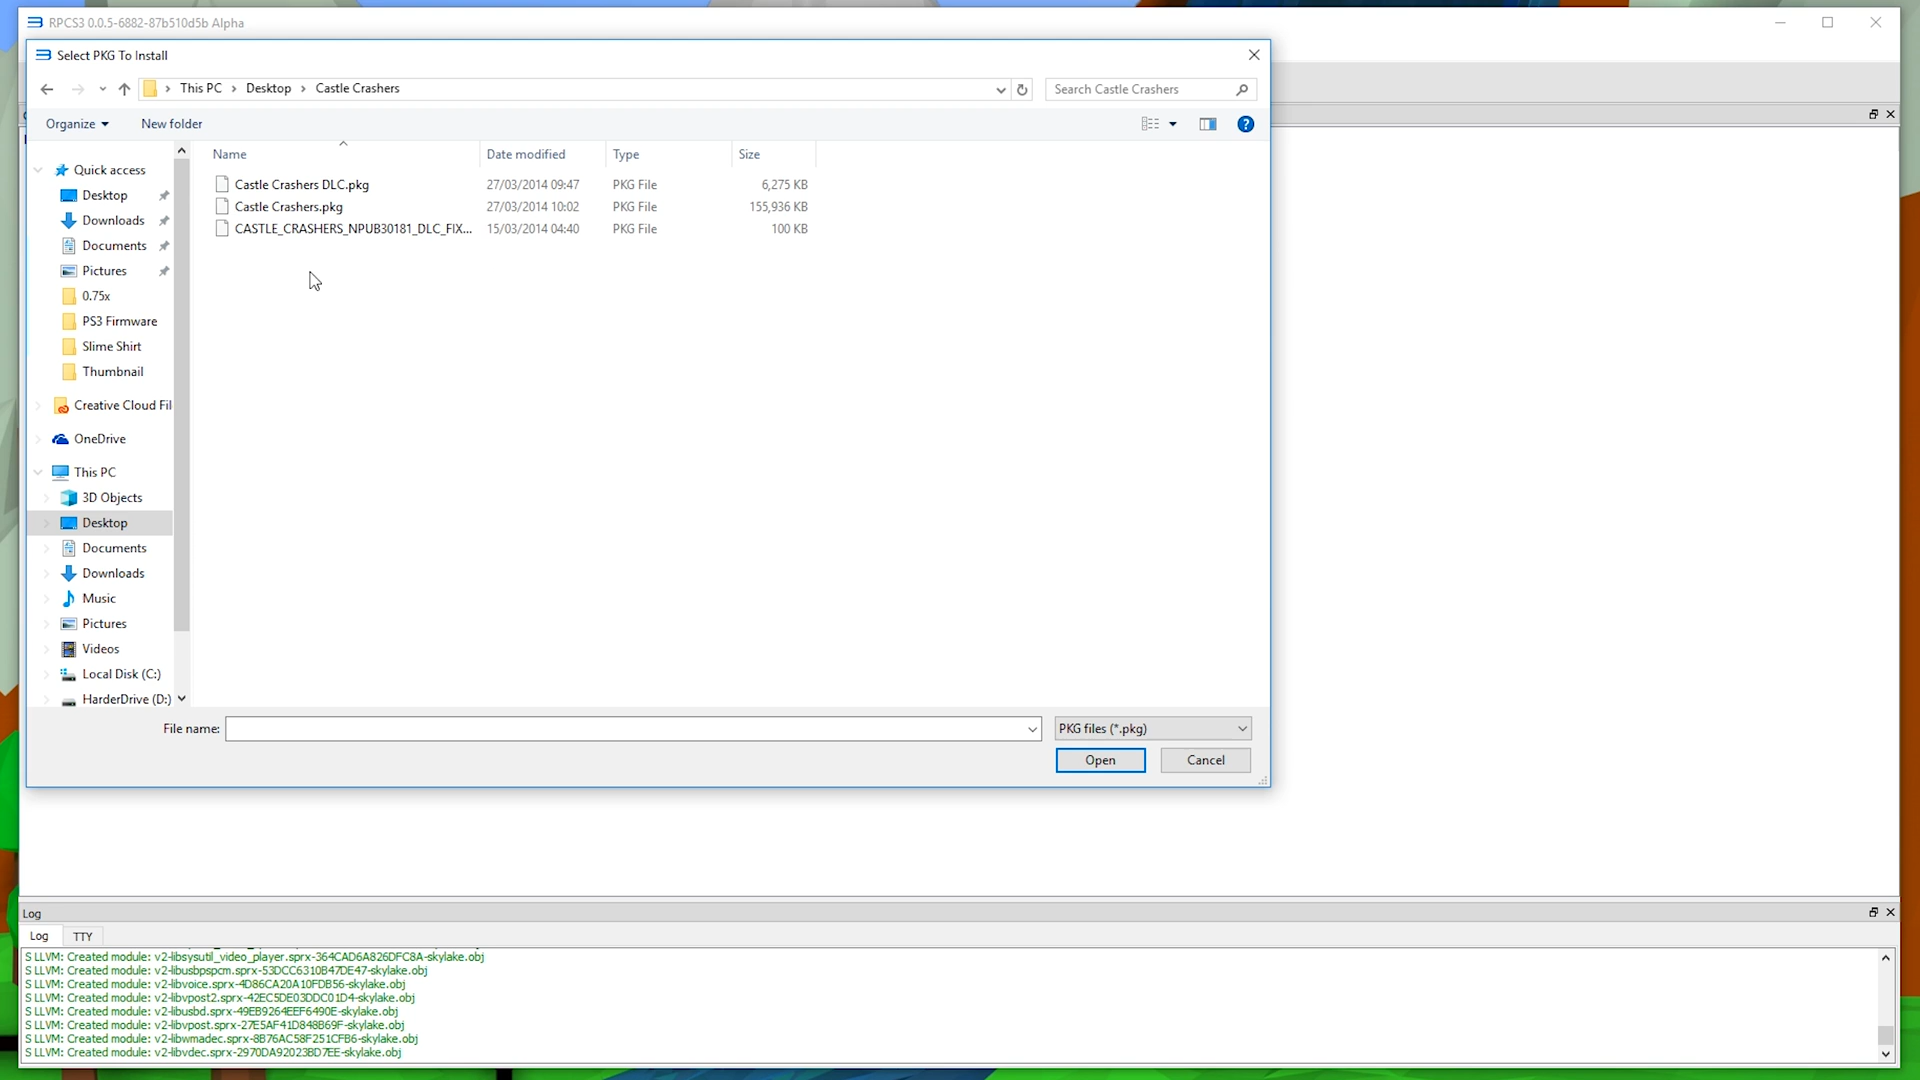 RPCS3 0.0.5-6882-87b510d5b Alpha
Select PKG To Install
This PC
Desktop
Castle Crashers
Search Castle Crashers
Organize
New folder
Name
Date modified
Type
Size
Castle Crashers DLC.pkg 27/03/2014 09:47 PKG File 6,275 KB
Castle Crashers.pkg 27/03/2014 10:02 PKG File 155,936 KB
CASTLE_CRASHERS_NPUB30181_DLC_FIX... 15/03/2014 04:40 PKG File 100 KB
Quick access
Desktop
Downloads
Documents
Pictures
0.75x
PS3 Firmware
Slime Shirt
Thumbnail
Creative Cloud Fil
OneDrive
This PC
3D Objects
Desktop
Documents
Downloads
Music
Pictures
Videos
Local Disk (C:)
HarderDrive (D:)
File name:
PKG files (*.pkg)
Open
Cancel
Log
Log
TTY
S LLVM: Created module: v2-libsysutil_video_player.sprx-364CAD6A826DFC8A-skylake.obj
S LLVM: Created module: v2-libusbpspcm.sprx-53DCC6310B47DE47-skylake.obj
S LLVM: Created module: v2-libvoice.sprx-4D86CA20A10FDB56-skylake.obj
S LLVM: Created module: v2-libvpost2.sprx-42EC5DE03DDC01D4-skylake.obj
S LLVM: Created module: v2-libusbd.sprx-49EB9264EEF6490E-skylake.obj
S LLVM: Created module: v2-libvpost.sprx-27E5AF41D848B69F-skylake.obj
S LLVM: Created module: v2-libwmadec.sprx-8B76AC58F251CFB6-skylake.obj
S LLVM: Created module: v2-libvdec.sprx-2970DA92023BD7EE-skylake.obj